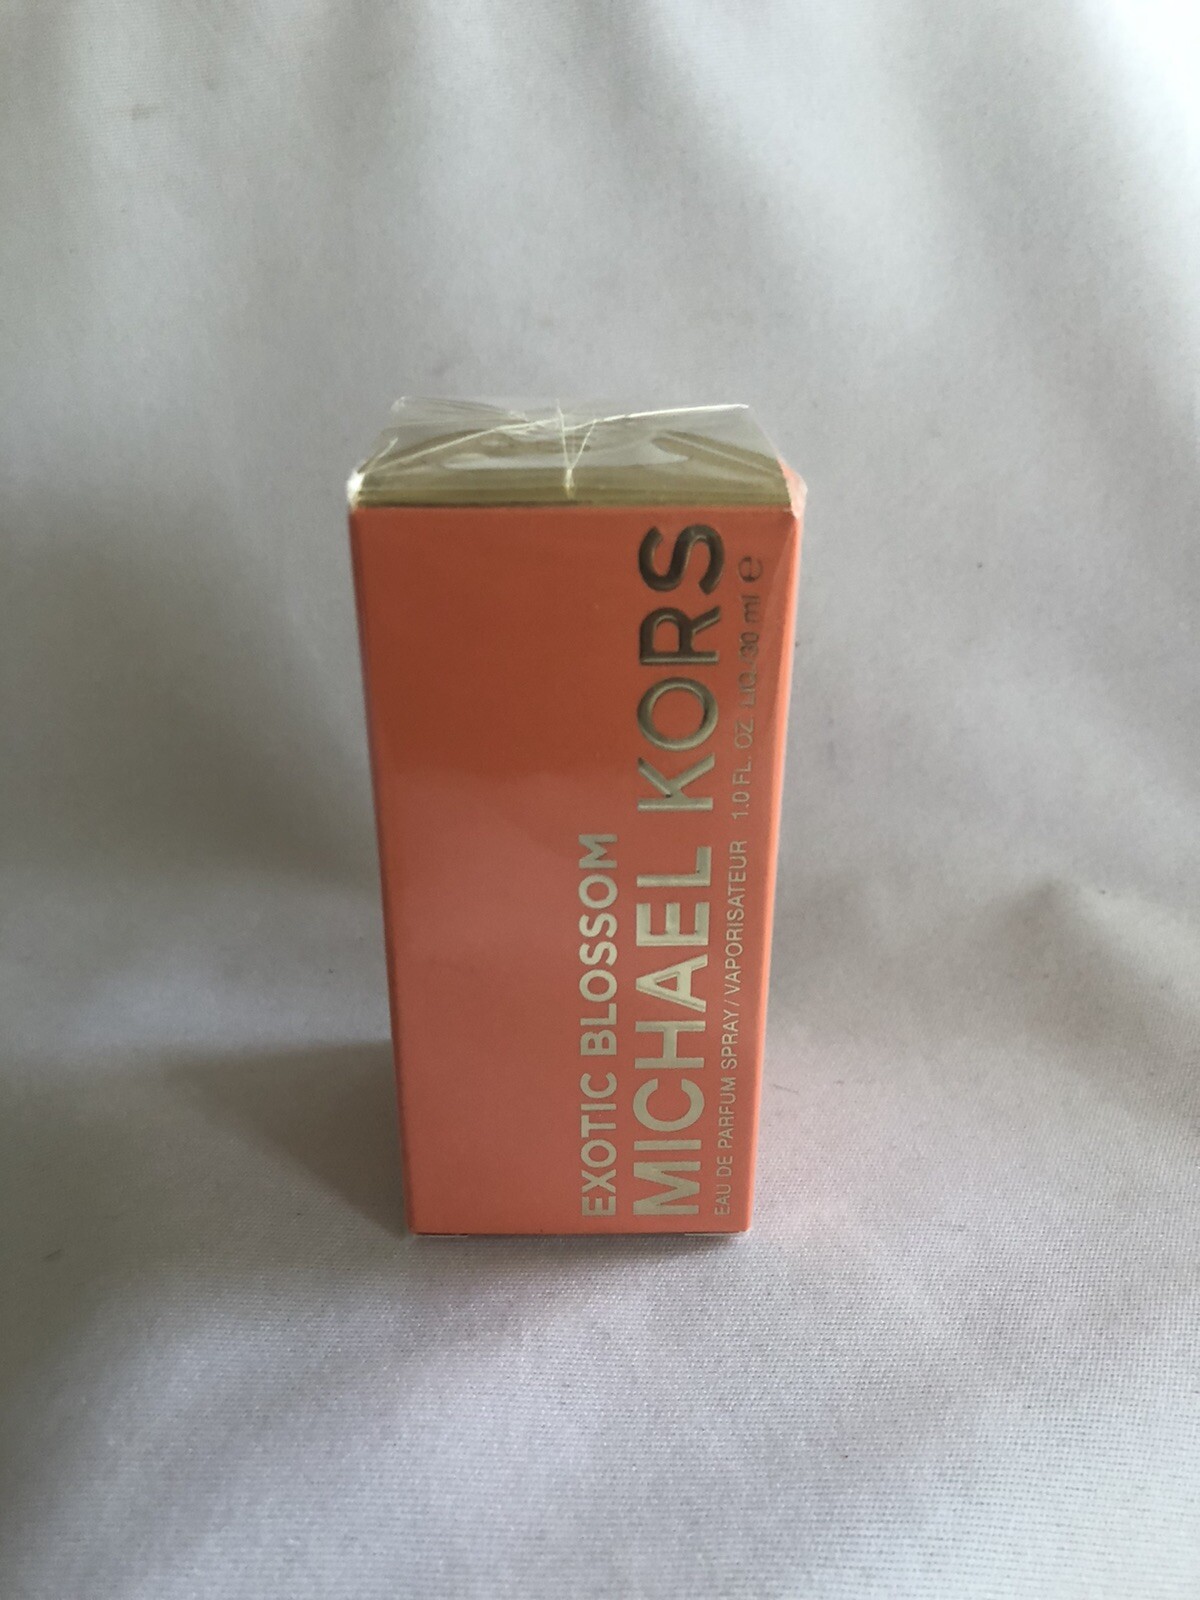 EXOTIC BLOSSOM
MICHAEL KORS
EAU DE PARFUM SPRAY / VAPORISATEUR 1.0 FL. OZ. LIQ./30 ml e